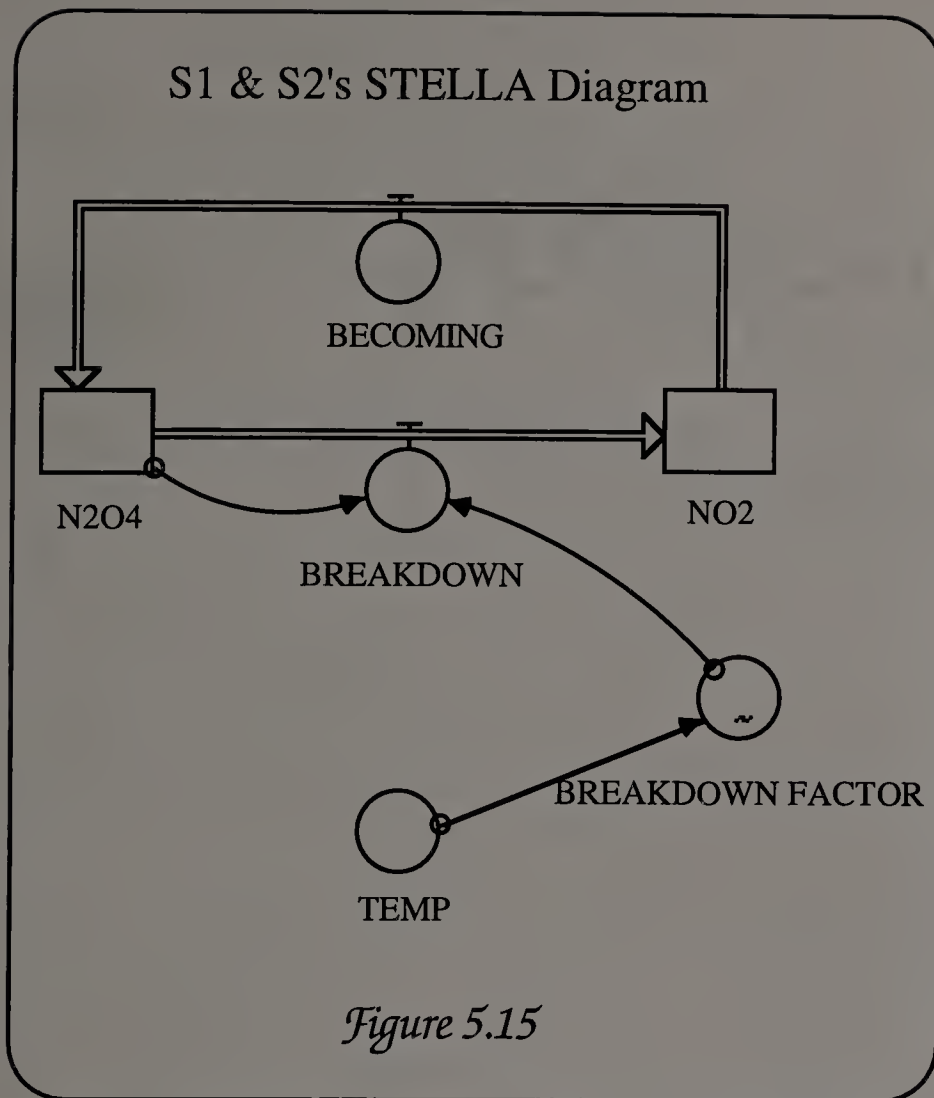 S1 & S2's STELLA Diagram
BECOMING
N2O4
NO2
BREAKDOWN
~
BREAKDOWN FACTOR
TEMP
Figure 5.15